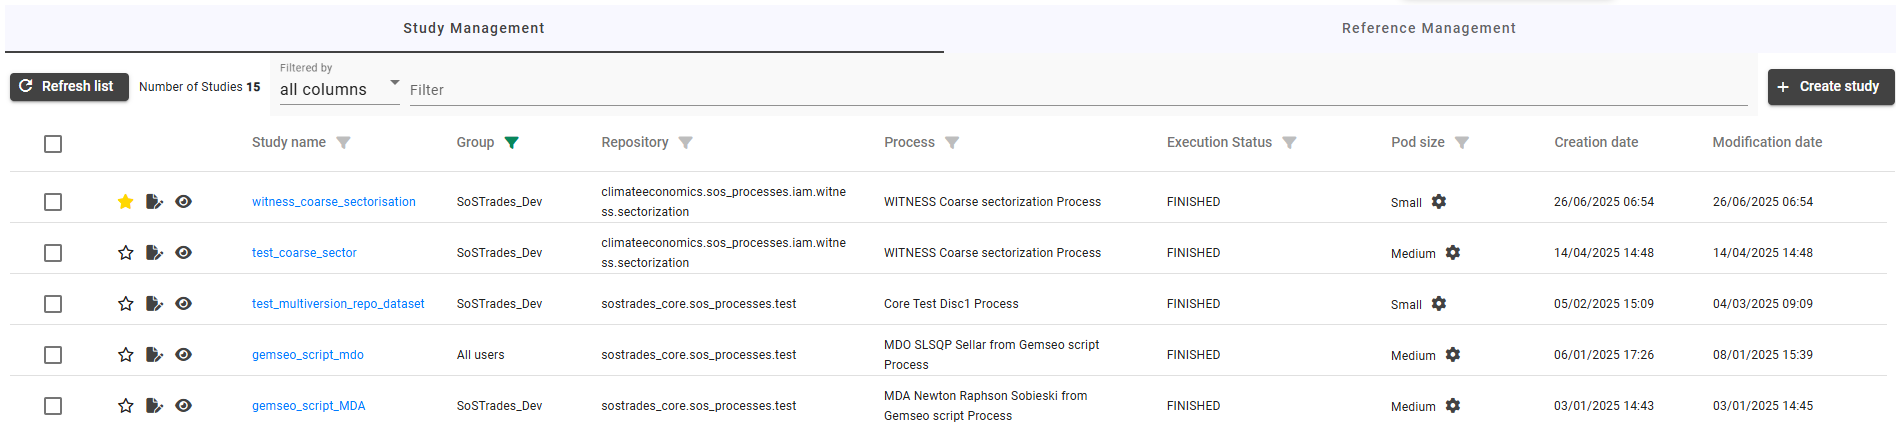 Study Management
Reference Management
Refresh list
Number of Studies 15
Filtered by
all columns
Filter
Create study
Study name
Group
Repository
Process
Execution Status
Pod size
Creation date
Modification date
witness_coarse_sectorisation
SoSTrades_Dev
climateeconomics.sos_processes.iam.witne
ss.sectorization
WITNESS Coarse sectorization Process
FINISHED
Small
26/06/2025 06:54
26/06/2025 06:54
test_coarse_sector
SoSTrades_Dev
climateeconomics.sos_processes.iam.witne
ss.sectorization
WITNESS Coarse sectorization Process
FINISHED
Medium
14/04/2025 14:48
14/04/2025 14:48
test_multiversion_repo_dataset
SoSTrades_Dev
sostrades_core.sos_processes.test
Core Test Disc1 Process
FINISHED
Small
05/02/2025 15:09
04/03/2025 09:09
gemseo_script_mdo
All users
sostrades_core.sos_processes.test
MDO SLSQP Sellar from Gemseo script
Process
FINISHED
Medium
06/01/2025 17:26
08/01/2025 15:39
gemseo_script_MDA
SoSTrades_Dev
sostrades_core.sos_processes.test
MDA Newton Raphson Sobieski from
Gemseo script Process
FINISHED
Medium
03/01/2025 14:43
03/01/2025 14:45